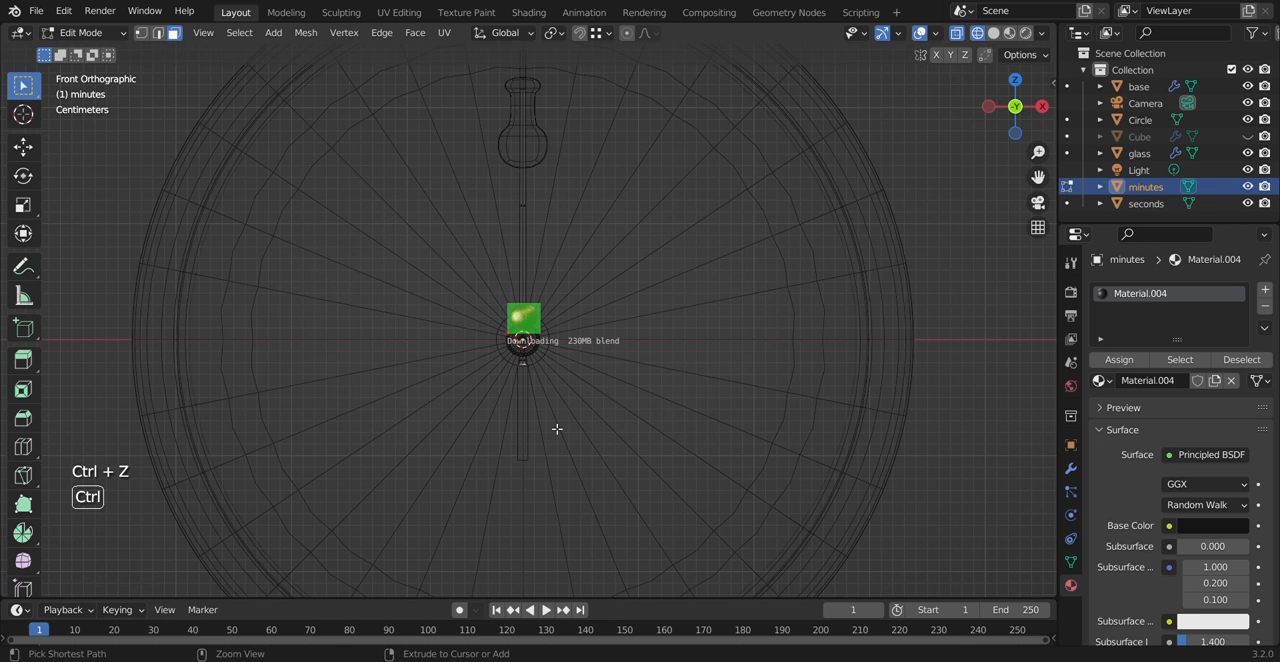 File Edit Render Window Help Layout Modeling Sculpting UV Editing Texture Paint Shading Animation Rendering Compositing Geometry Nodes Scripting + Scene ViewLayer
Edit Mode View Select Add Mesh Vertex Edge Face UV Global
X Y Z Options
Front Orthographic
(1) minutes
Centimeters
Z
-Y
X
Downloading 230MB blend
Ctrl + Z
Ctrl
Scene Collection
Collection
base
Camera
Circle
Cube
glass
Light
minutes
seconds
minutes > Material.004
Material.004
Assign Select Deselect
Material.004
Preview
Surface
Surface Principled BSDF
GGX
Random Walk
Base Color
Subsurface 0.000
Subsurface ... 1.000
0.200
0.100
Subsurface ...
Subsurface I 1.400
Playback Keying View Marker 1 Start 1 End 250
1 10 20 30 40 50 60 70 80 90 100 110 120 130 140 150 160 170 180 190 200 210 220 230 240 250
Pick Shortest Path Zoom View Extrude to Cursor or Add 3.2.0